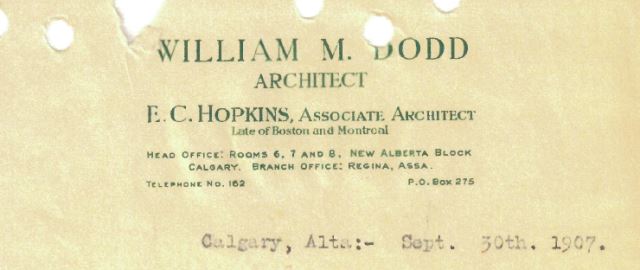 WILLIAM M. DODD
ARCHITECT
E. C. HOPKINS, ASSOCIATE ARCHITECT
Late of Boston and Montreal
HEAD OFFICE: ROOMS 6, 7 AND 8, NEW ALBERTA BLOCK
CALGARY. BRANCH OFFICE: REGINA, ASSA.
TELEPHONE NO. 162 P.O. BOX 275
Calgary, Alta:- Sept. 30th. 1907.